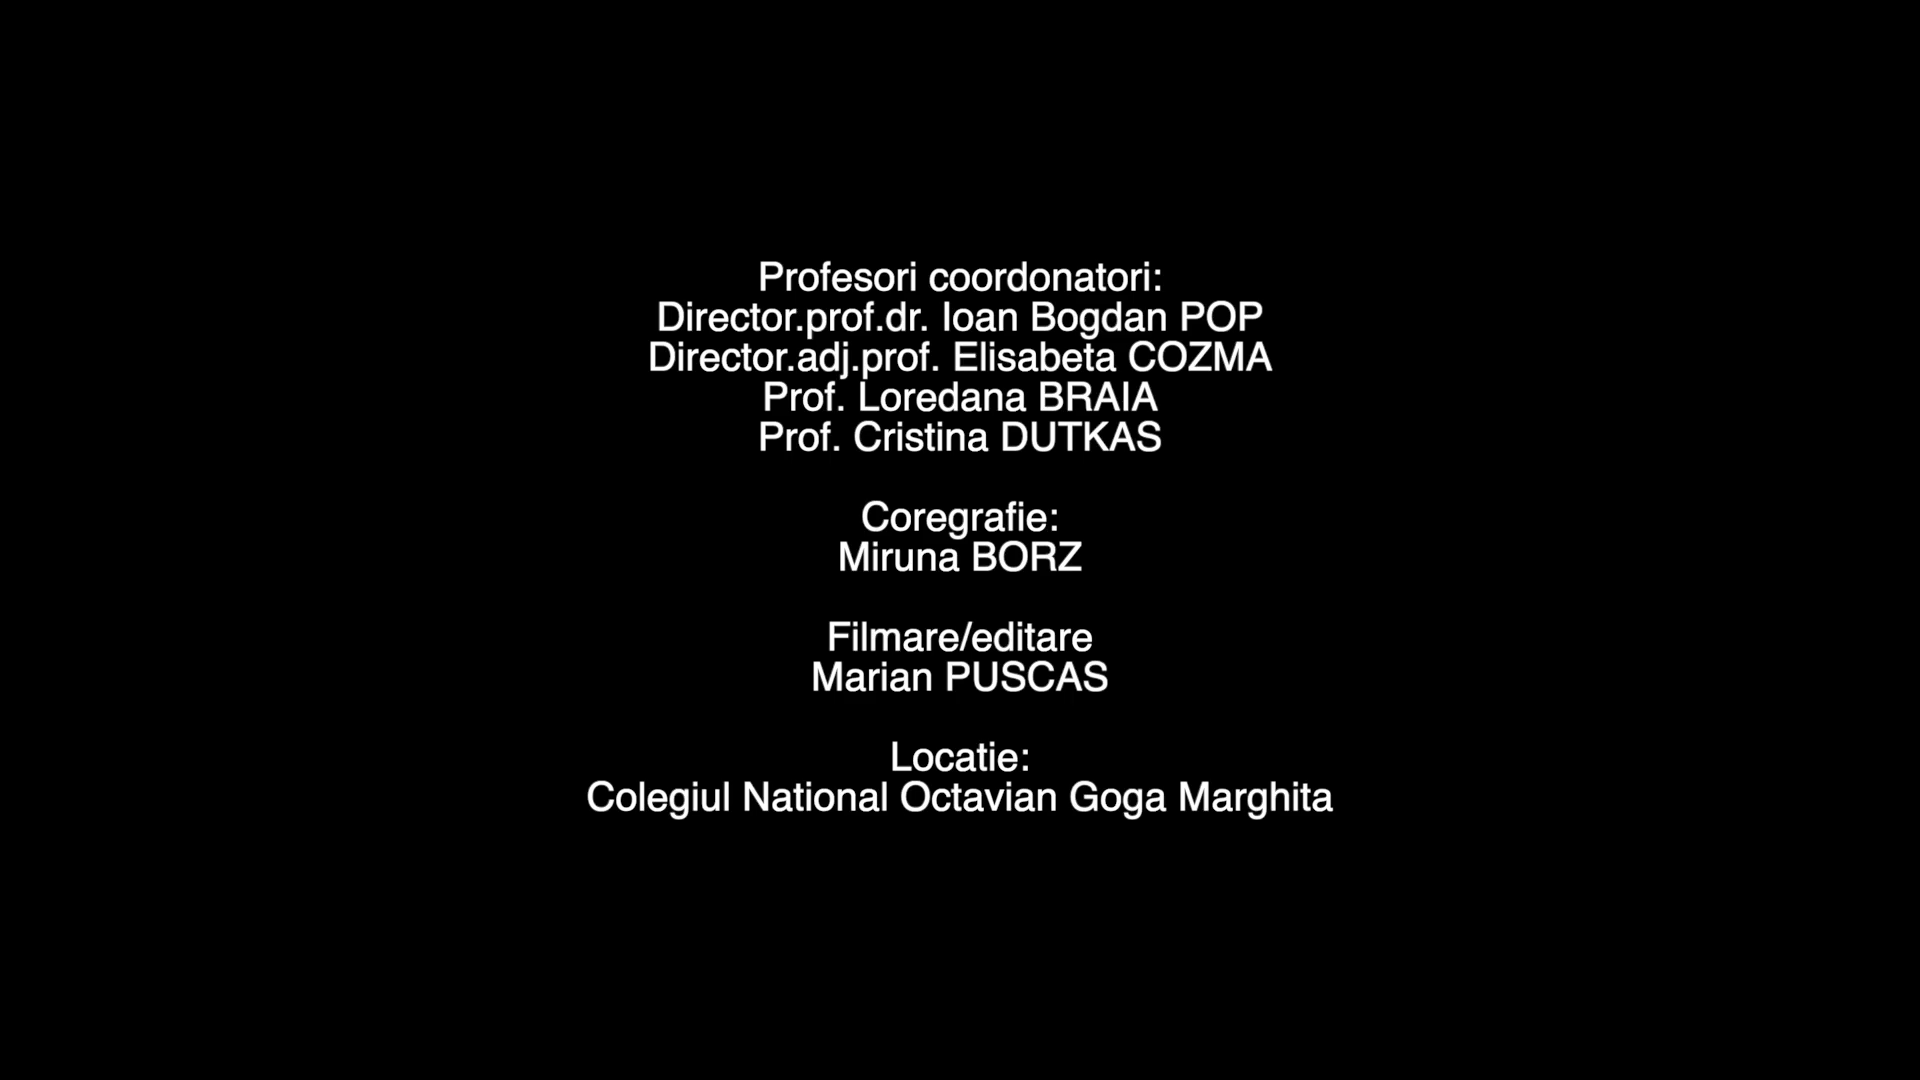 Profesori coordonatori:
Director.prof.dr. Ioan Bogdan POP
Director.adj.prof. Elisabeta COZMA
Prof. Loredana BRAIA
Prof. Cristina DUTKAS
Coregrafie:
Miruna BORZ
Filmare/editare
Marian PUSCAS
Locatie:
Colegiul National Octavian Goga Marghita